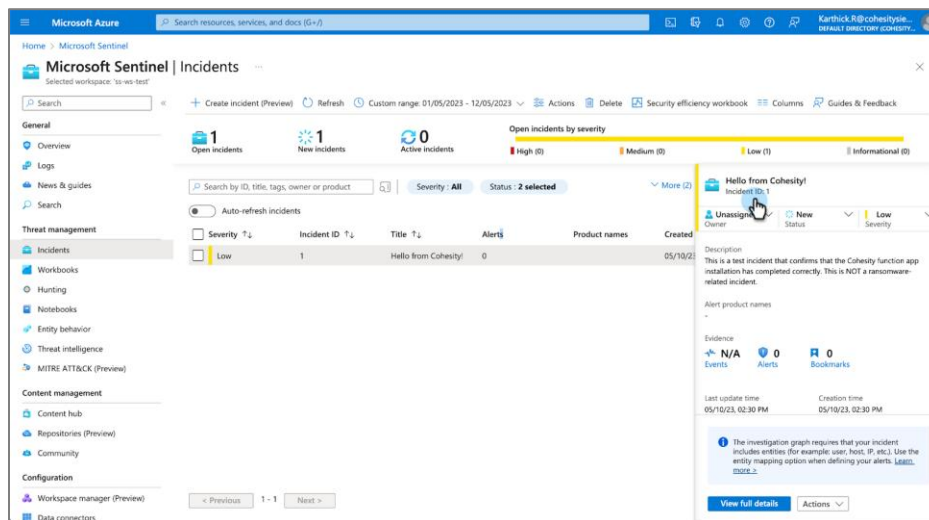 Microsoft Azure
Search resources, services, and docs (G+/)
Karthick.R@cohesitysie...
DEFAULT DIRECTORY (COHESITY...
Home > Microsoft Sentinel
Microsoft Sentinel | Incidents ...
Selected workspace: 'ss-ws-test'
Search
«
+ Create incident (Preview) Refresh Custom range: 01/05/2023 - 12/05/2023 Actions Delete Security efficiency workbook Columns Guides & Feedback
General
Overview
Logs
News & guides
Search
Threat management
Incidents
Workbooks
Hunting
Notebooks
Entity behavior
Threat intelligence
MITRE ATT&CK (Preview)
Content management
Content hub
Repositories (Preview)
Community
Configuration
Workspace manager (Preview)
Data connectors
1
Open incidents
1
New incidents
0
Active incidents
Open incidents by severity
High (0) Medium (0) Low (1) Informational (0)
Search by ID, title, tags, owner or product
Severity : All
Status : 2 selected
More (2)
Auto-refresh incidents
Severity ↑↓ Incident ID ↑↓ Title ↑↓ Alerts Product names Created
Low 1 Hello from Cohesity! 0 05/10/23
< Previous 1 - 1 Next >
Hello from Cohesity!
Incident ID: 1
Unassigned New Low
Owner Status Severity
Description
This is a test incident that confirms that the Cohesity function app
installation has completed correctly. This is NOT a ransomware-
related incident.
Alert product names
-
Evidence
N/A 0 0
Events Alerts Bookmarks
Last update time Creation time
05/10/23, 02:30 PM 05/10/23, 02:30 PM
The investigation graph requires that your incident
includes entities (for example: user, host, IP, etc.). Use the
entity mapping option when defining your alerts. Learn
more >
View full details Actions